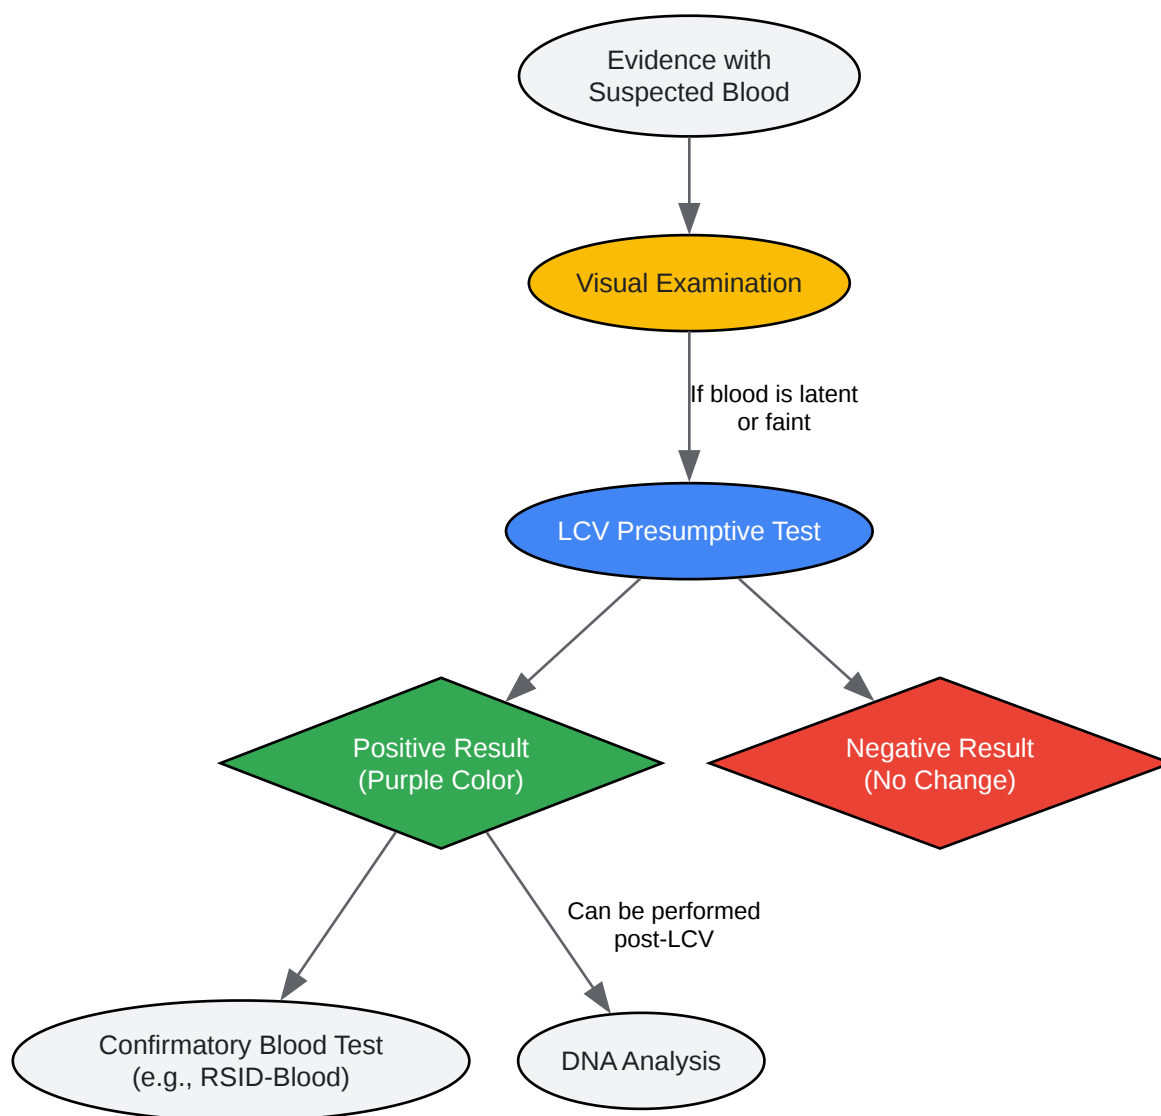 Evidence with
Suspected Blood
Visual Examination
If blood is latent
or faint
LCV Presumptive Test
Positive Result
(Purple Color)
Negative Result
(No Change)
Can be performed
post-LCV
Confirmatory Blood Test
(e.g., RSID-Blood)
DNA Analysis